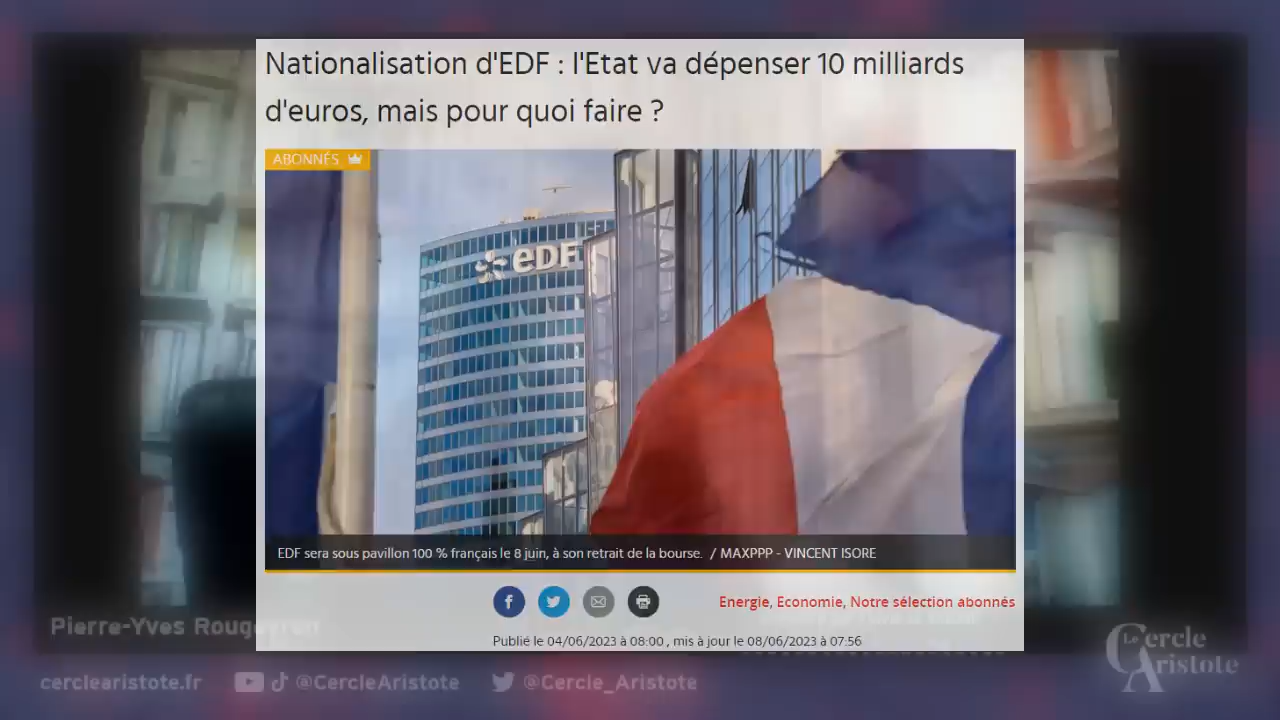 Nationalisation d'EDF : l'Etat va dépenser 10 milliards
d'euros, mais pour quoi faire ?
ABONNÉS
eDF
EDF sera sous pavillon 100 % français le 8 juin, à son retrait de la bourse. / MAXPPP - VINCENT ISORE
Energie, Economie, Notre sélection abonnés
Publié le 04/06/2023 à 08:00 , mis à jour le 08/06/2023 à 07:56
Pierre-Yves Rougeyron
Le Cercle
Aristote
cerclearistote.fr
@CercleAristote
@Cercle_Aristote